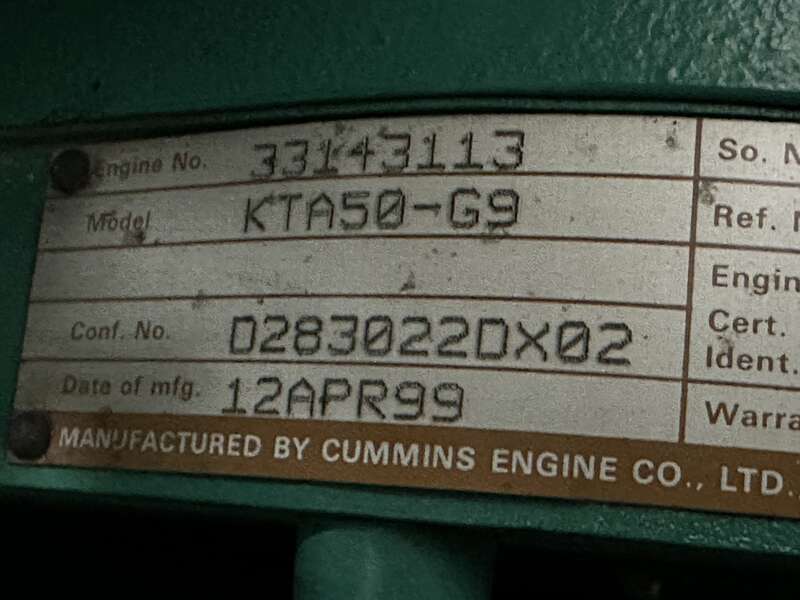 Engine No. 33143113
So. N
Model KTA50-G9
Ref.
Engin
Conf. No. D283022DX02
Cert.
Ident.
Date of mfg. 12APR99
Warra
MANUFACTURED BY CUMMINS ENGINE CO., LTD.